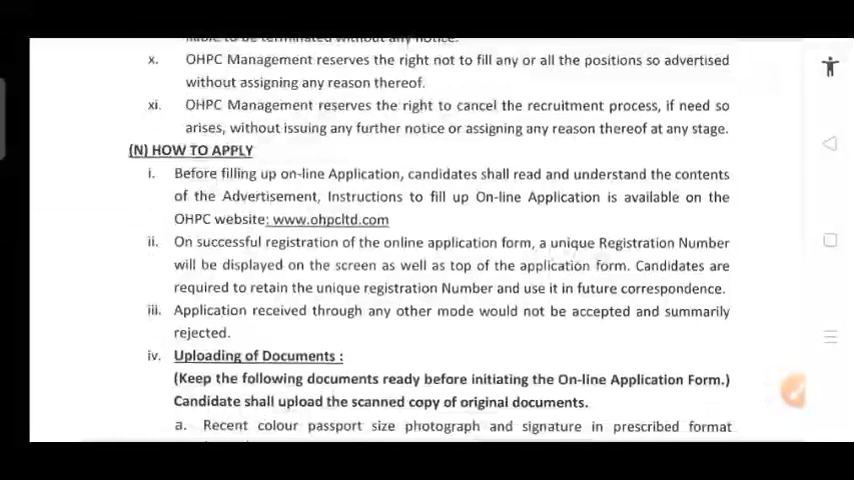 liable to be terminated without any notice.
x. OHPC Management reserves the right not to fill any or all the positions so advertised
without assigning any reason thereof.
xi. OHPC Management reserves the right to cancel the recruitment process, if need so
arises, without issuing any further notice or assigning any reason thereof at any stage.
(N) HOW TO APPLY
i. Before filling up on-line Application, candidates shall read and understand the contents
of the Advertisement, Instructions to fill up On-line Application is available on the
OHPC website: www.ohpcltd.com
ii. On successful registration of the online application form, a unique Registration Number
will be displayed on the screen as well as top of the application form. Candidates are
required to retain the unique registration Number and use it in future correspondence.
iii. Application received through any other mode would not be accepted and summarily
rejected.
iv. Uploading of Documents :
(Keep the following documents ready before initiating the On-line Application Form.)
Candidate shall upload the scanned copy of original documents.
a. Recent colour passport size photograph and signature in prescribed format